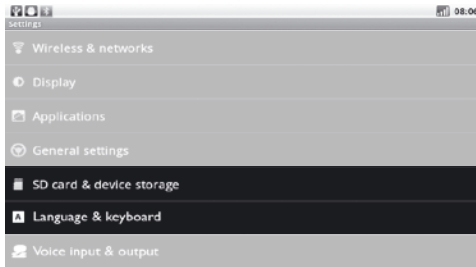 08:06
Settings
Wireless & networks
Display
Applications
General settings
SD card & device storage
A Language & keyboard
Voice input & output